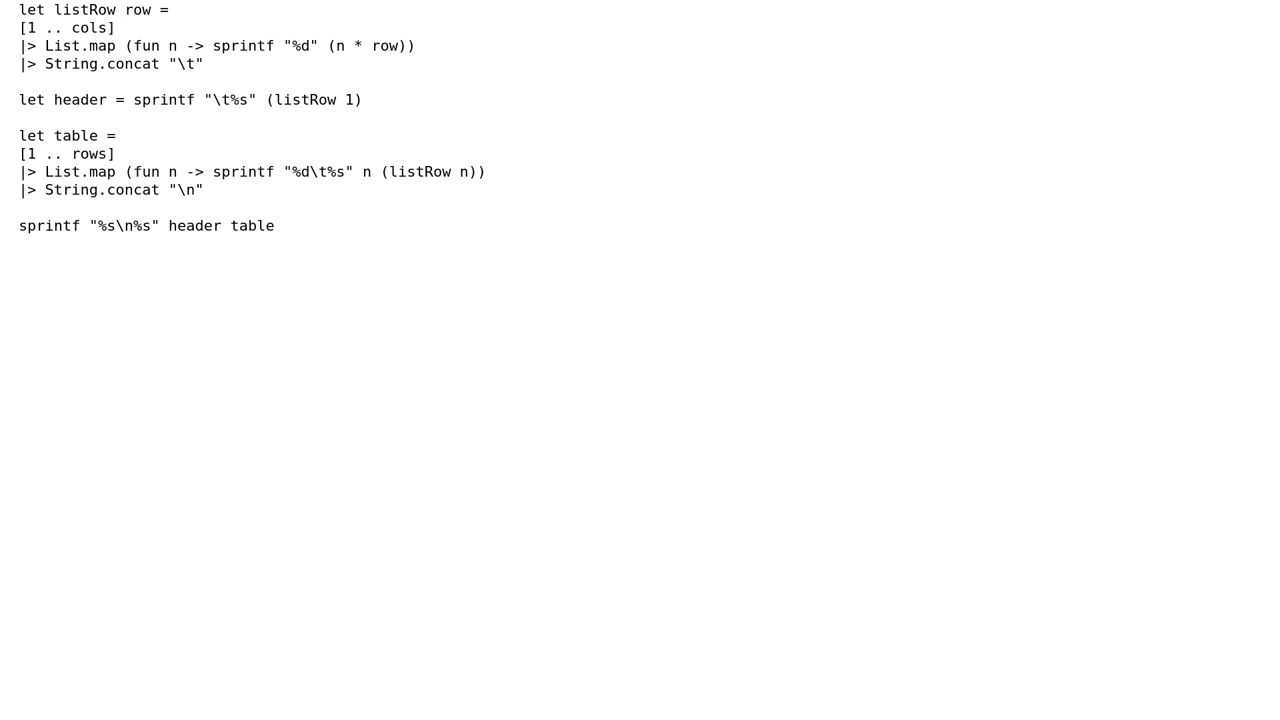 let listRow row =
[1 .. cols]
|> List.map (fun n -> sprintf "%d" (n * row))
|> String.concat "\t"

let header = sprintf "\t%s" (listRow 1)

let table =
[1 .. rows]
|> List.map (fun n -> sprintf "%d\t%s" n (listRow n))
|> String.concat "\n"

sprintf "%s\n%s" header table